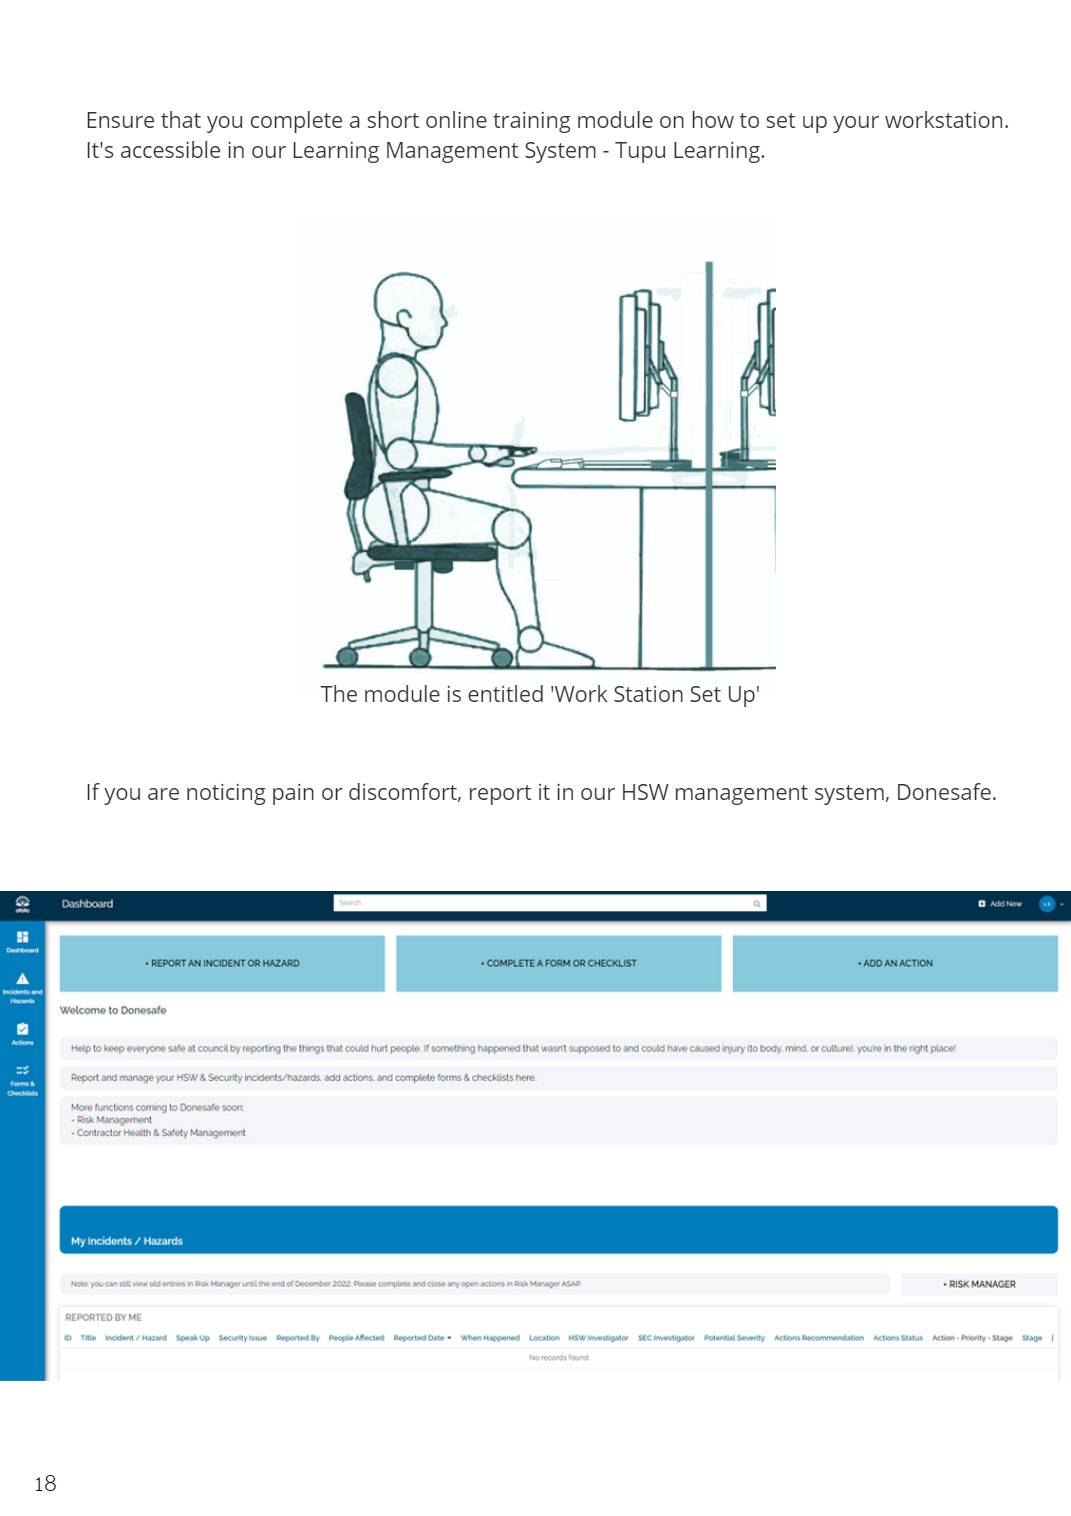 Ensure that you complete a short online training module on how to set up your workstation.
It's accessible in our Learning Management System - Tupu Learning.
The module is entitled 'Work Station Set Up'
If you are noticing pain or discomfort, report it in our HSW management system, Donesafe.
Dashboard
Search
Add New
Dashboard
Incidents and
Hazards
Actions
Forms &
Checklists
+ REPORT AN INCIDENT OR HAZARD
+ COMPLETE A FORM OR CHECKLIST
+ ADD AN ACTION
Welcome to Donesafe
Help to keep everyone safe at council by reporting the things that could hurt people. If something happened that wasn't supposed to and could have caused injury (to body, mind, or culture), you're in the right place!
Report and manage your HSW & Security incidents/hazards, add actions, and complete forms & checklists here.
More functions coming to Donesafe soon:
- Risk Management
- Contractor Health & Safety Management
My Incidents / Hazards
Note: you can still view old entries in Risk Manager until the end of December 2022. Please complete and close any open actions in Risk Manager ASAP.
+ RISK MANAGER
REPORTED BY ME
ID Title Incident / Hazard Speak Up Security Issue Reported By People Affected Reported Date When Happened Location HSW Investigator SEC Investigator Potential Severity Actions Recommendation Actions Status Action - Priority - Stage Stage
No records found
18